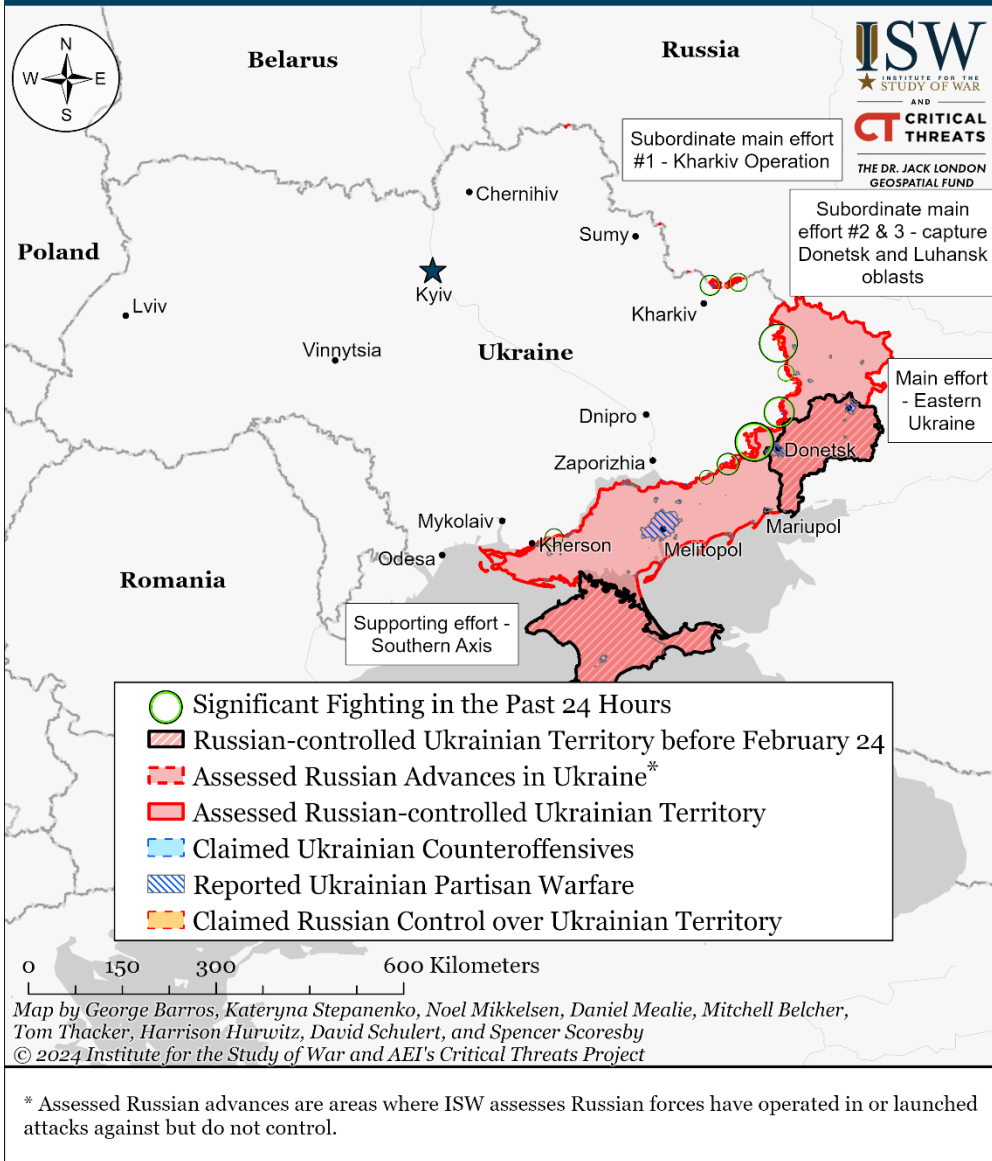 N
W
E
S
Belarus
Russia
ISW
INSTITUTE FOR THE
STUDY OF WAR
AND
CT CRITICAL
THREATS
THE DR. JACK LONDON
GEOSPATIAL FUND
Subordinate main effort
#1 - Kharkiv Operation
Subordinate main
effort #2 & 3 - capture
Donetsk and Luhansk
oblasts
Chernihiv
Sumy
Poland
Kyiv
Lviv
Kharkiv
Vinnytsia
Ukraine
Main effort
- Eastern
Ukraine
Dnipro
Donetsk
Zaporizhia
Mykolaiv
Mariupol
Kherson
Melitopol
Odesa
Romania
Supporting effort -
Southern Axis
Significant Fighting in the Past 24 Hours
Russian-controlled Ukrainian Territory before February 24
Assessed Russian Advances in Ukraine*
Assessed Russian-controlled Ukrainian Territory
Claimed Ukrainian Counteroffensives
Reported Ukrainian Partisan Warfare
Claimed Russian Control over Ukrainian Territory
0 150 300 600 Kilometers
Map by George Barros, Kateryna Stepanenko, Noel Mikkelsen, Daniel Mealie, Mitchell Belcher,
Tom Thacker, Harrison Hurwitz, David Schulert, and Spencer Scoresby
© 2024 Institute for the Study of War and AEI's Critical Threats Project
* Assessed Russian advances are areas where ISW assesses Russian forces have operated in or launched
attacks against but do not control.